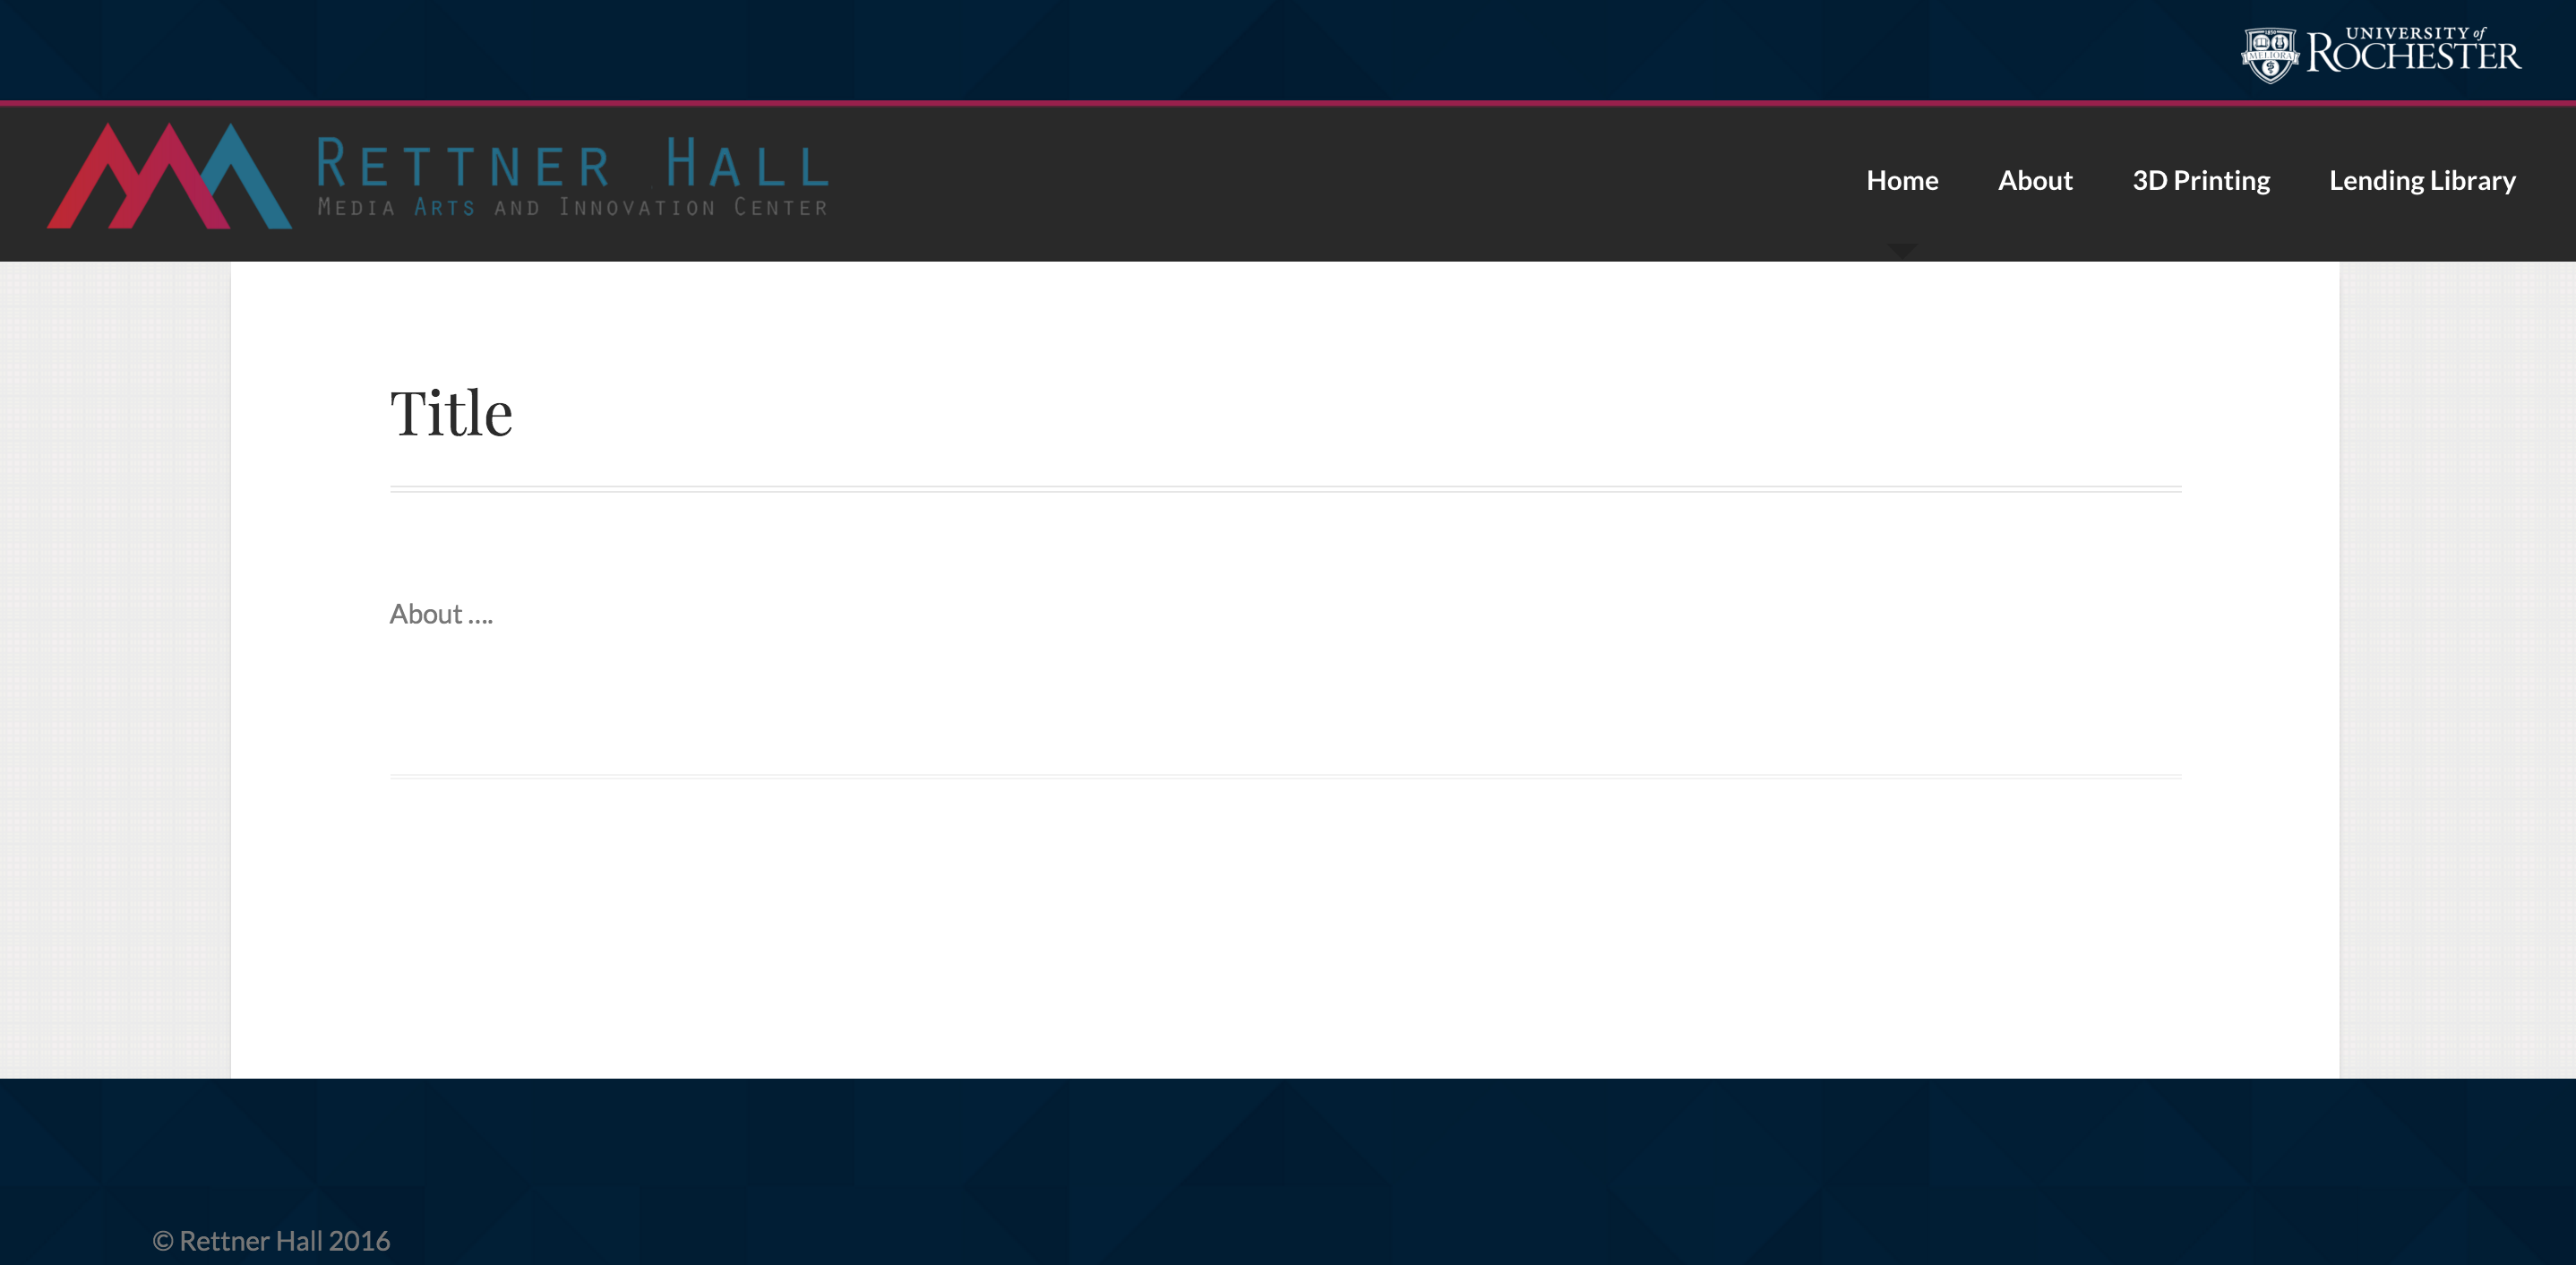 UNIVERSITY of
ROCHESTER
1850
MELIORA
RETTNER HALL
MEDIA ARTS AND INNOVATION CENTER
Home About 3D Printing Lending Library
Title
About ....
© Rettner Hall 2016